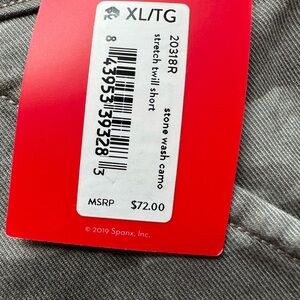 XL/TG
20318R
stretch twill short
stone wash camo
8 43953 39328 3
MSRP $72.00
© 2019 Spanx, Inc.